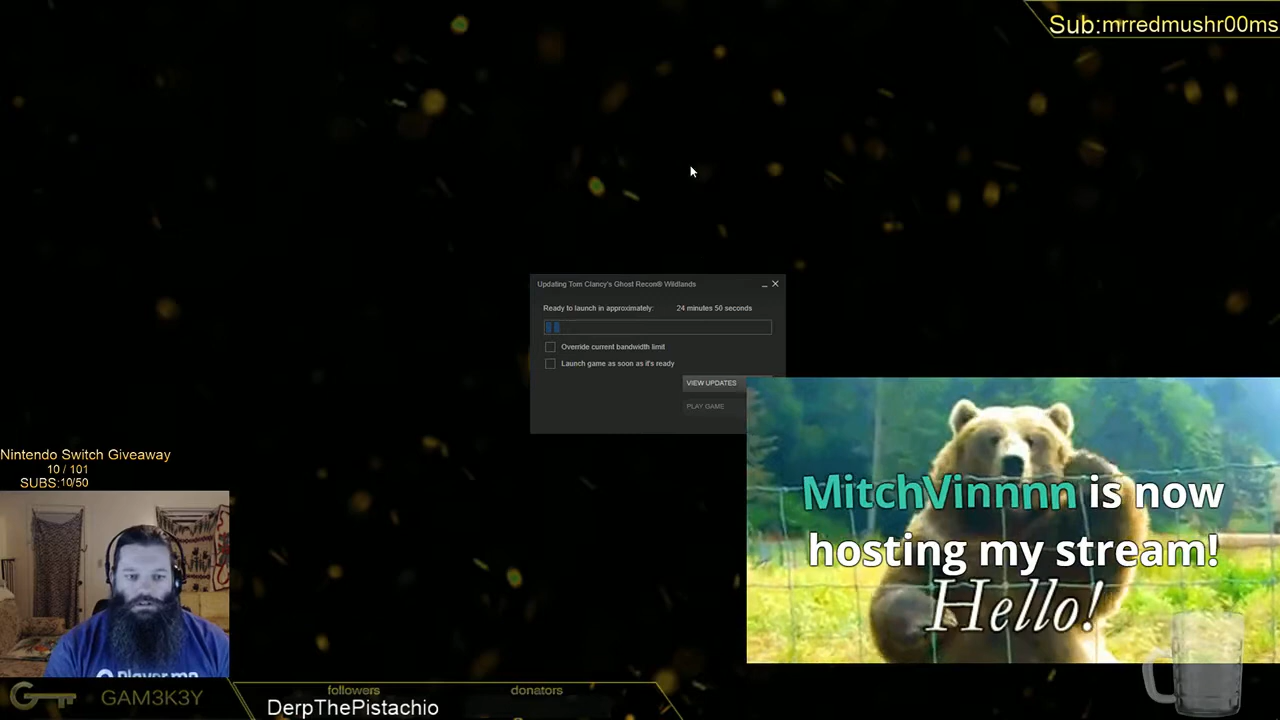 Sub:mrredmushr00ms
Updating Tom Clancy's Ghost Recon® Wildlands
Ready to launch in approximately: 24 minutes 50 seconds
Override current bandwidth limit
Launch game as soon as it's ready
VIEW UPDATES
PLAY GAME
MitchVinnnn is now
hosting my stream!
Hello!
Nintendo Switch Giveaway
10 / 101
SUBS:10/50
Player.me
GAM3K3Y
followers
donators
DerpThePistachio